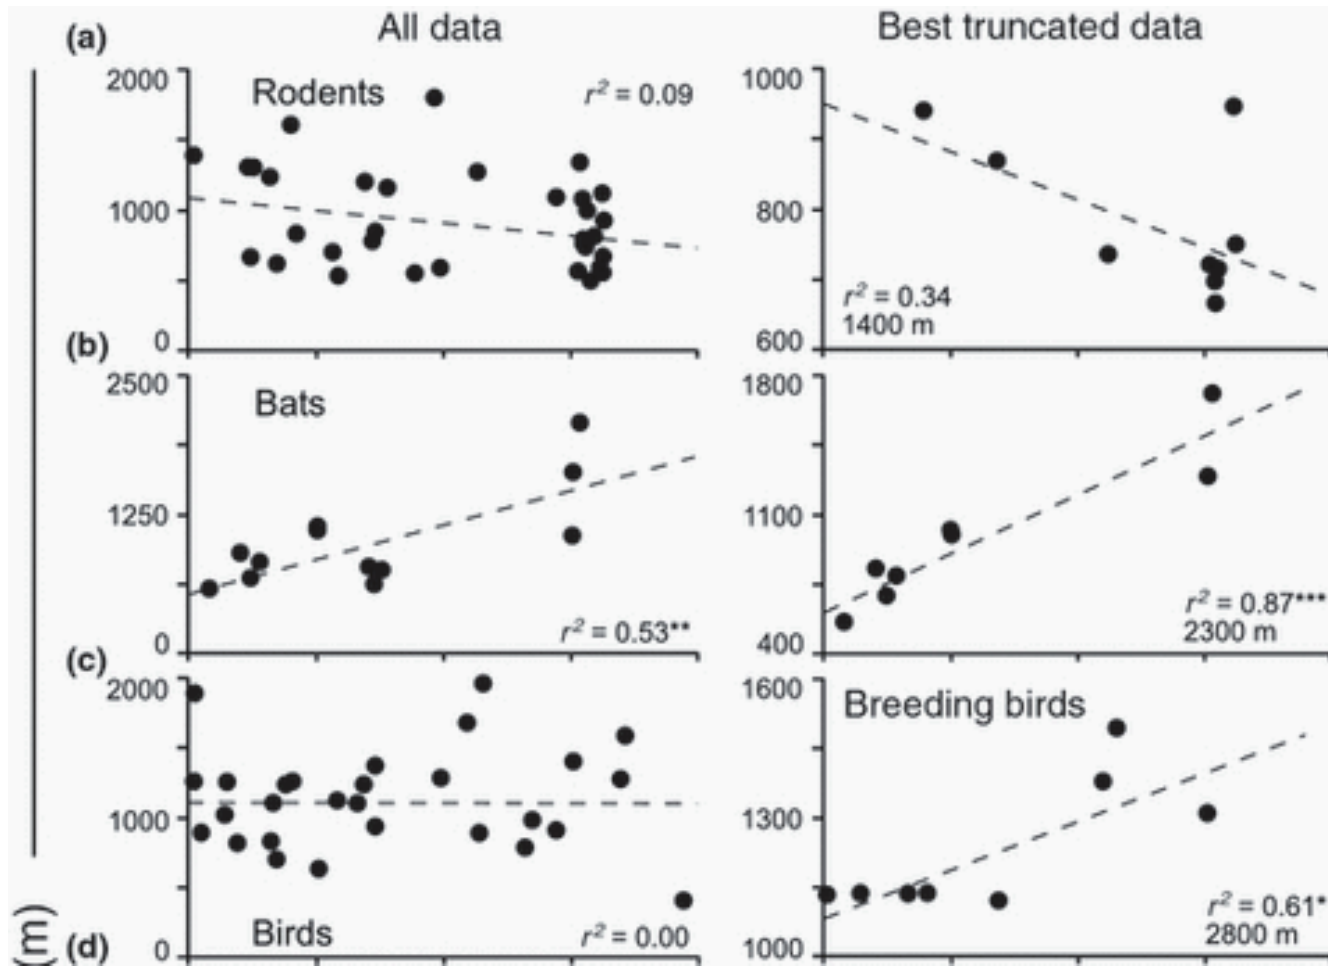 All data
Best truncated data
(a)
2000
1000
0
Rodents
r² = 0.09
1000
800
600
r² = 0.34
1400 m
(b)
2500
1250
0
Bats
r² = 0.53**
1800
1100
400
r² = 0.87***
2300 m
(c)
2000
1000
0
Birds
r² = 0.00
1600
1300
1000
Breeding birds
r² = 0.61*
2800 m
(d)
(m)